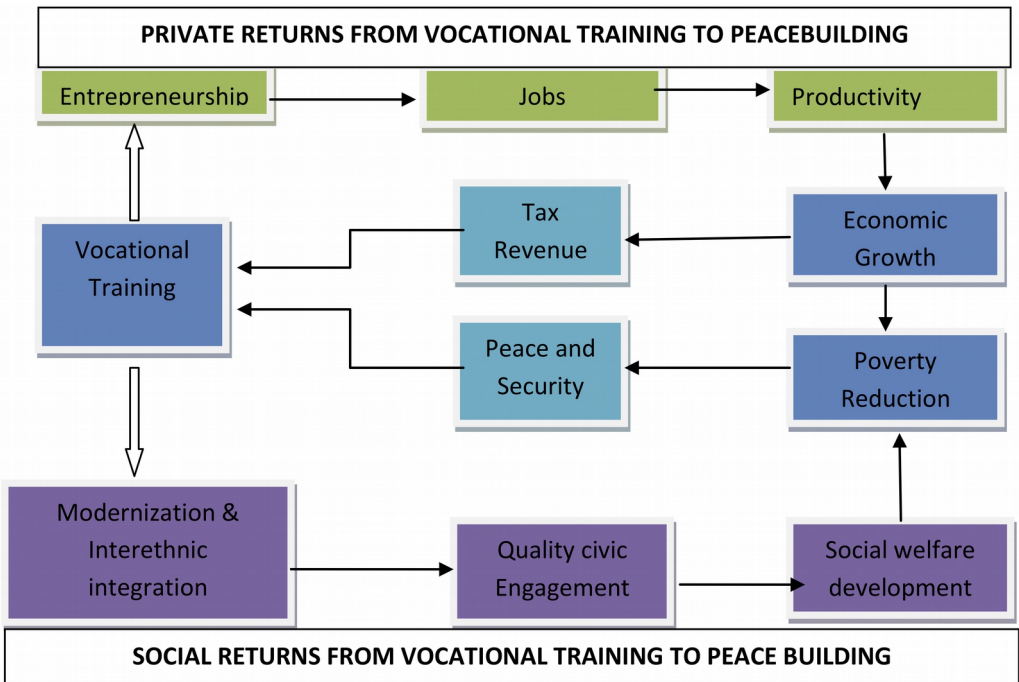 PRIVATE RETURNS FROM VOCATIONAL TRAINING TO PEACEBUILDING
Entrepreneurship
Jobs
Productivity
Tax
Revenue
Economic
Growth
Vocational
Training
Peace and
Security
Poverty
Reduction
Modernization &
Interethnic
integration
Quality civic
Engagement
Social welfare
development
SOCIAL RETURNS FROM VOCATIONAL TRAINING TO PEACE BUILDING